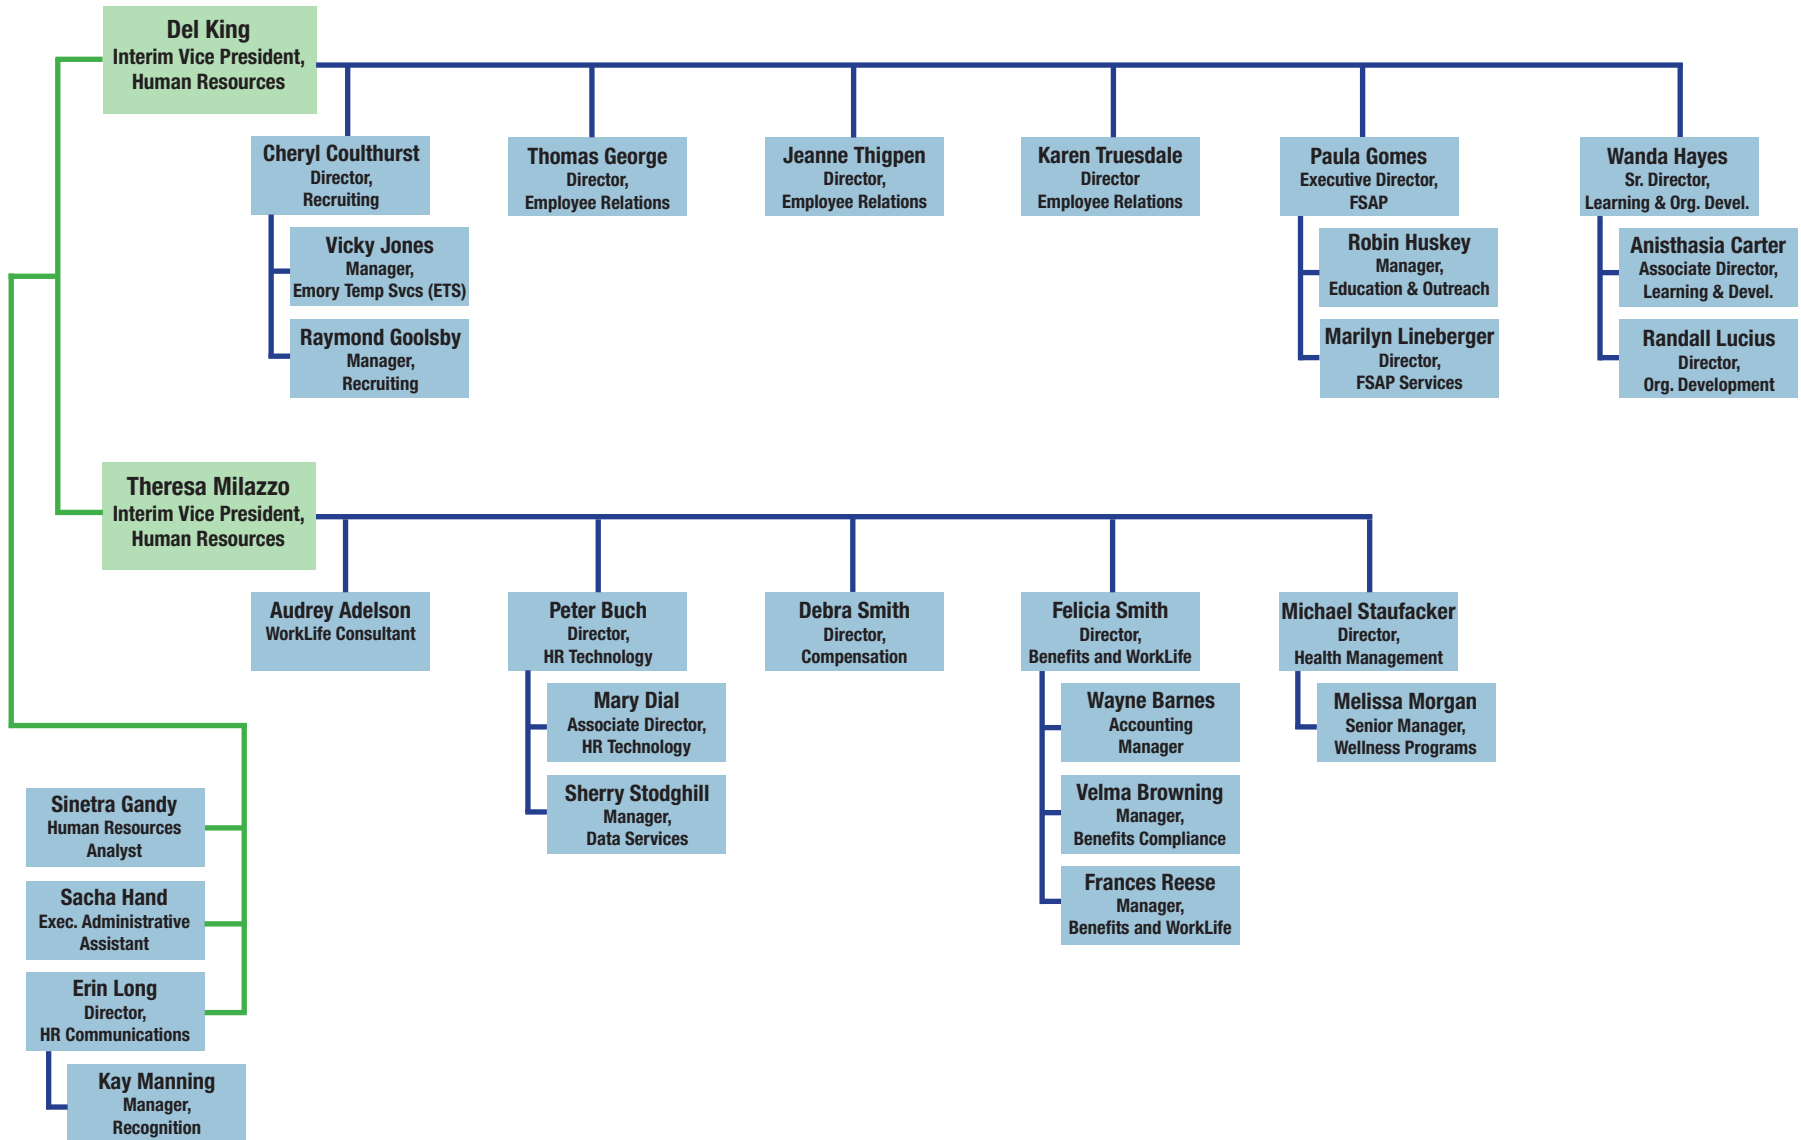 Del King
Interim Vice President,
Human Resources
Cheryl Coulthurst
Director,
Recruiting
Vicky Jones
Manager,
Emory Temp Svcs (ETS)
Raymond Goolsby
Manager,
Recruiting
Thomas George
Director,
Employee Relations
Jeanne Thigpen
Director,
Employee Relations
Karen Truesdale
Director
Employee Relations
Paula Gomes
Executive Director,
FSAP
Robin Huskey
Manager,
Education & Outreach
Marilyn Lineberger
Director,
FSAP Services
Wanda Hayes
Sr. Director,
Learning & Org. Devel.
Anisthasia Carter
Associate Director,
Learning & Devel.
Randall Lucius
Director,
Org. Development
Theresa Milazzo
Interim Vice President,
Human Resources
Audrey Adelson
WorkLife Consultant
Peter Buch
Director,
HR Technology
Mary Dial
Associate Director,
HR Technology
Sherry Stodghill
Manager,
Data Services
Debra Smith
Director,
Compensation
Felicia Smith
Director,
Benefits and WorkLife
Wayne Barnes
Accounting
Manager
Velma Browning
Manager,
Benefits Compliance
Frances Reese
Manager,
Benefits and WorkLife
Michael Staufacker
Director,
Health Management
Melissa Morgan
Senior Manager,
Wellness Programs
Sinetra Gandy
Human Resources
Analyst
Sacha Hand
Exec. Administrative
Assistant
Erin Long
Director,
HR Communications
Kay Manning
Manager,
Recognition